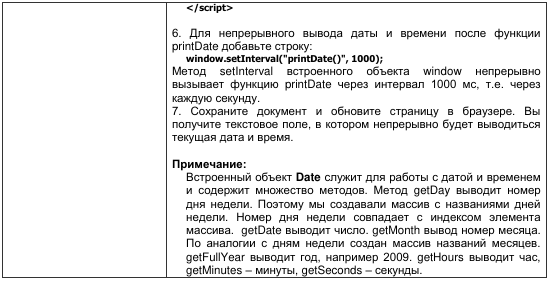 </script>
6. Для непрерывного вывода даты и времени после функции
printDate добавьте строку:
window.setInterval("printDate()", 1000);
Метод setInterval встроенного объекта window непрерывно
вызывает функцию printDate через интервал 1000 мс, т.е. через
каждую секунду.
7. Сохраните документ и обновите страницу в браузере. Вы
получите текстовое поле, в котором непрерывно будет выводиться
текущая дата и время.
Примечание:
Встроенный объект Date служит для работы с датой и временем
и содержит множество методов. Метод getDay выводит номер
дня недели. Поэтому мы создавали массив с названиями дней
недели. Номер дня недели совпадает с индексом элемента
массива. getDate выводит число. getMonth вывод номер месяца.
По аналогии с дням недели создан массив названий месяцев.
getFullYear выводит год, например 2009. getHours выводит час,
getMinutes – минуты, getSeconds – секунды.